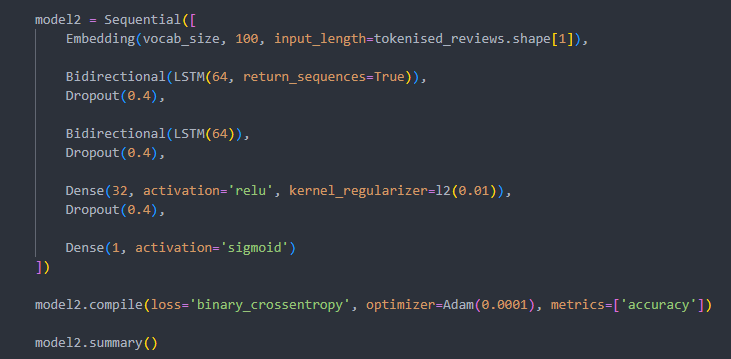 model2 = Sequential([
    Embedding(vocab_size, 100, input_length=tokenised_reviews.shape[1]),
    Bidirectional(LSTM(64, return_sequences=True)),
    Dropout(0.4),
    Bidirectional(LSTM(64)),
    Dropout(0.4),
    Dense(32, activation='relu', kernel_regularizer=l2(0.01)),
    Dropout(0.4),
    Dense(1, activation='sigmoid')
])
model2.compile(loss='binary_crossentropy', optimizer=Adam(0.0001), metrics=['accuracy'])
model2.summary()